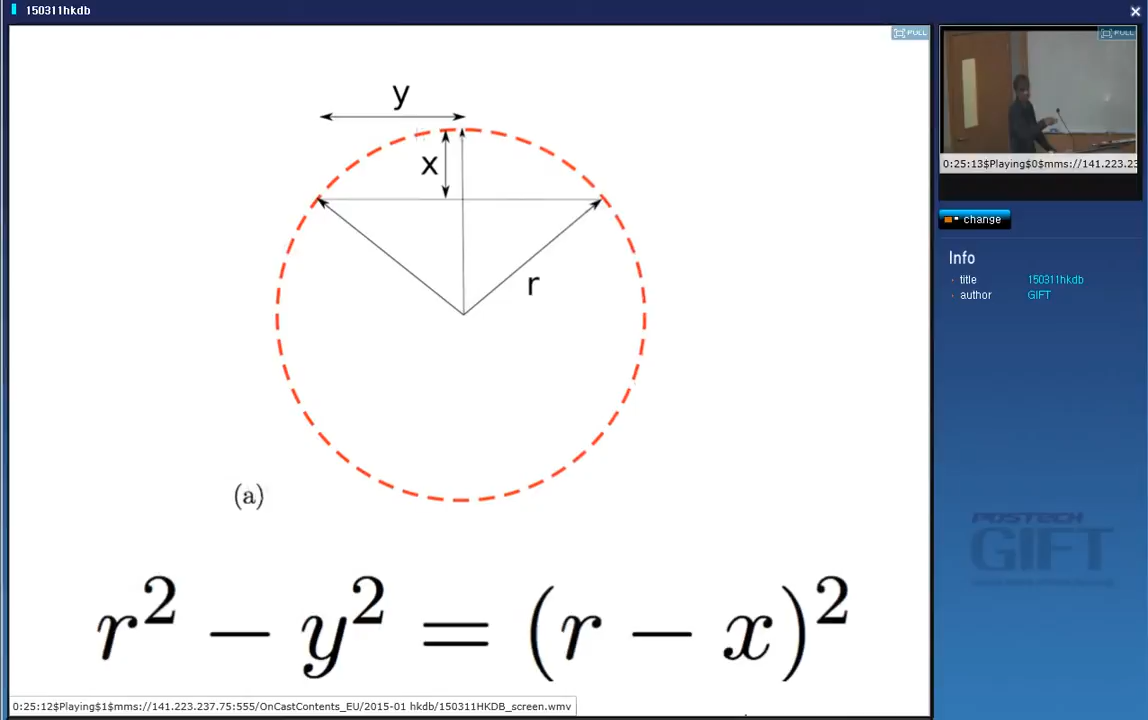 150311hkdb
FULL
y
x
r
(a)
r² − y² = (r − x)²
0:25:12$Playing$1$mms://141.223.237.75:555/OnCastContents_EU/2015-01 hkdb/150311HKDB_screen.wmv
FULL
0:25:13$Playing$0$mms://141.223.23
change
Info
title 150311hkdb
author GIFT
POSTECH
GIFT